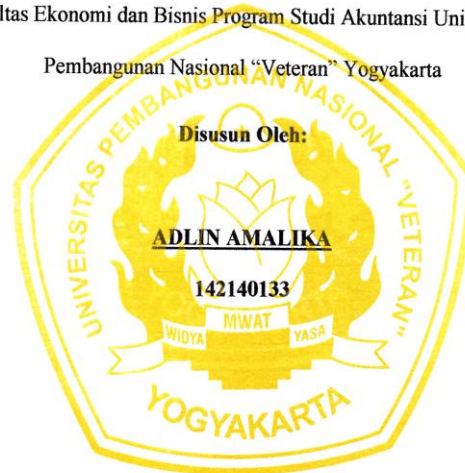 ltas Ekonomi dan Bisnis Program Studi Akuntansi Uni
Pembangunan Nasional “Veteran” Yogyakarta
UNIVERSITAS PEMBANGUNAN NASIONAL "VETERAN"
Disusun Oleh:
ADLIN AMALIKA
142140133
WIDYA MWAT YASA
YOGYAKARTA